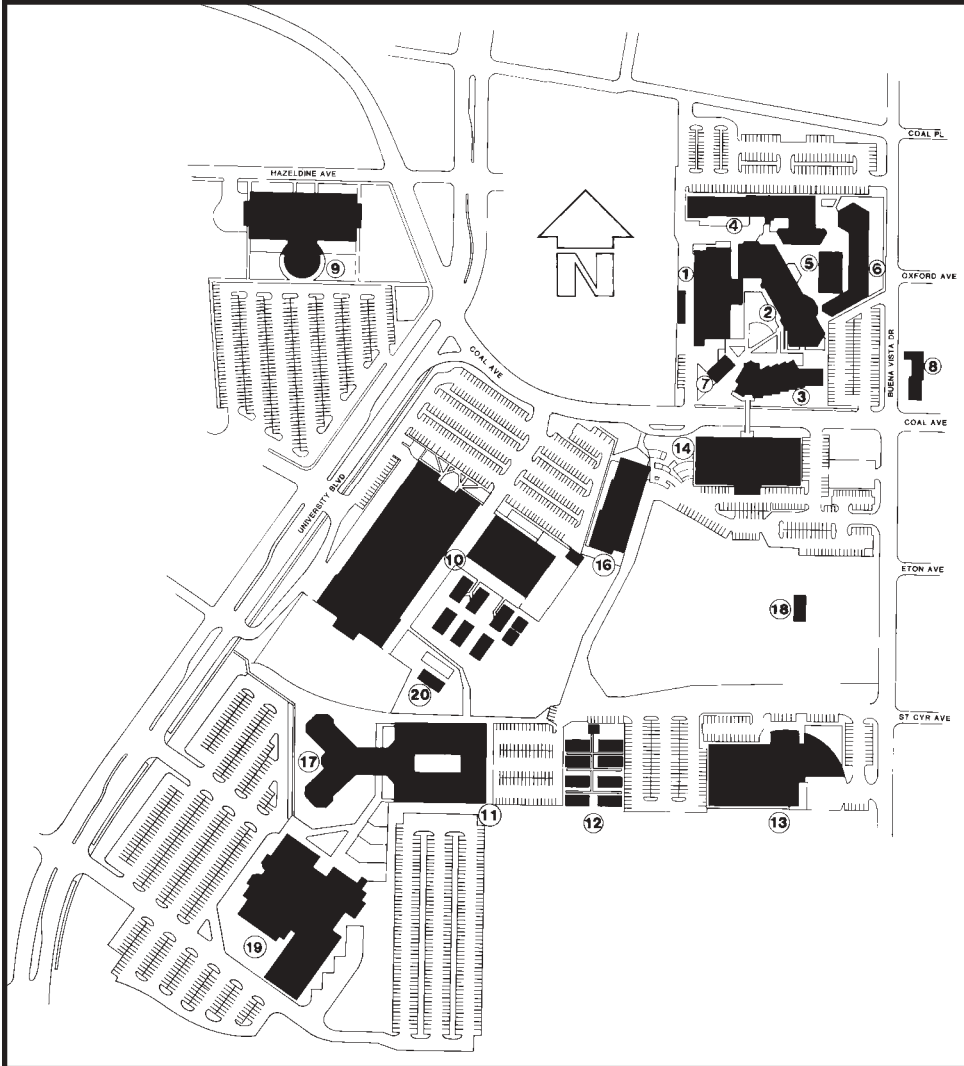 COAL PL
HAZELDINE AVE
4
1
5
6
9
N
OXFORD AVE
2
BUENA VISTA DR
COAL AVE
8
7
3
COAL AVE
14
UNIVERSITY BLVD
10
16
ETON AVE
18
20
ST CYR AVE
17
11
12
13
19